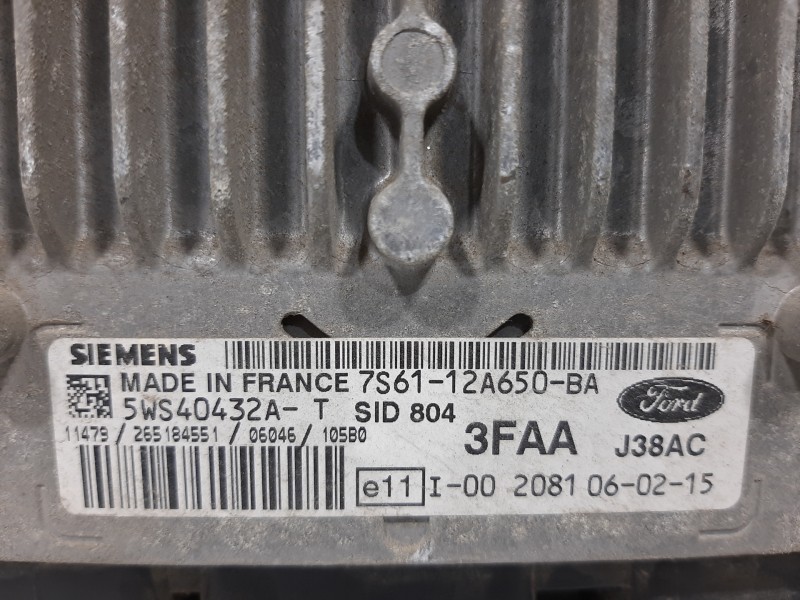 SIEMENS
MADE IN FRANCE 7S61-12A650-BA
5WS40432A- T SID 804
Ford
11479 / 265184551 / 06046 / 105B0
3FAA J38AC
e11 I-00 2081 06-02-15